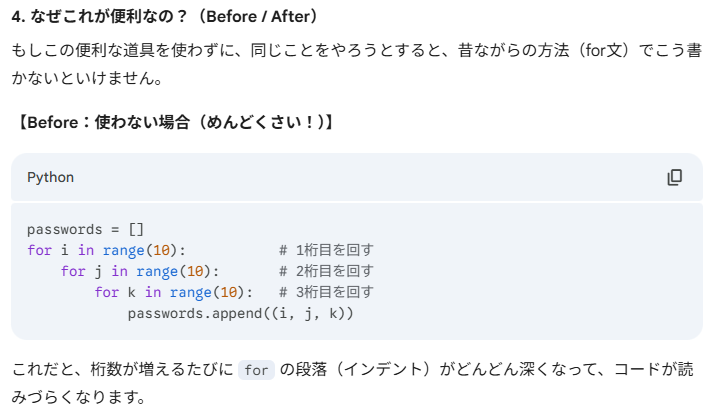 4. なぜこれが便利なの？（Before / After）
もしこの便利な道具を使わずに、同じことをやろうとすると、昔ながらの方法（for文）でこう書
かないといけません。
【Before：使わない場合（めんどくさい！）】
Python
passwords = []
for i in range(10):           # 1桁目を回す
    for j in range(10):       # 2桁目を回す
        for k in range(10):   # 3桁目を回す
            passwords.append((i, j, k))
これだと、桁数が増えるたびに for の段落（インデント）がどんどん深くなって、コードが読
みづらくなります。